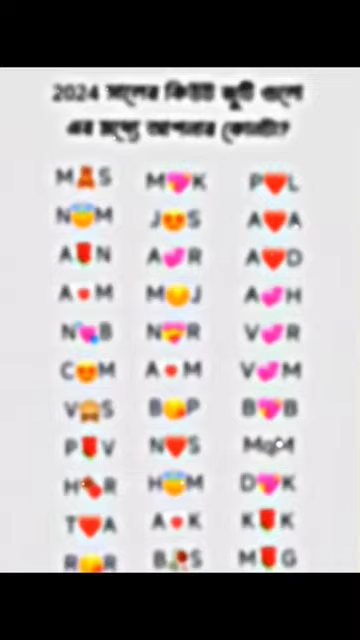 2024 সালের কিউট জুটি গুলো
এর মধ্যে আপনার কোনটা?
M🧸S M💖K P❤️L
N😇M J😍S A❤️A
A🌹N A💞R A❤️D
A💌M M😊J A💞H
N💘B N💝R V💞R
C😍M A💌M V💞M
V🙈S B😘P B💖B
P🌹V N❤️S M M
H R H😇M D💖K
T❤️A A💌K K🌹K
R😘R B S M🌹G